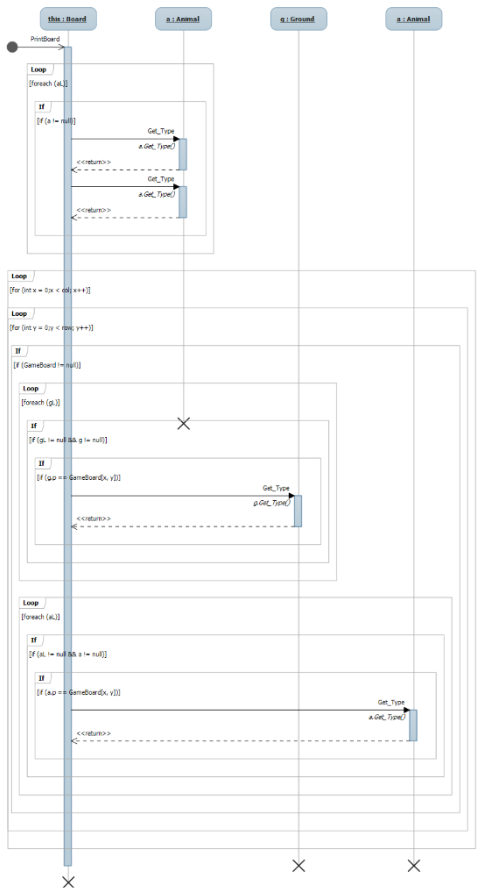 this : Board
a : Animal
g : Ground
a : Animal
PrintBoard
Loop
[foreach (aL)]
If
[if (a != null)]
Get_Type
a.Get_Type()
<<return>>
Get_Type
a.Get_Type()
<<return>>
Loop
[for (int x = 0;x < col; x++)]
Loop
[for (int y = 0;y < row; y++)]
If
[if (GameBoard != null)]
Loop
[foreach (gL)]
If
[if (gL != null && g != null)]
If
[if (g.p == GameBoard[x, y])]
Get_Type
g.Get_Type()
<<return>>
Loop
[foreach (aL)]
If
[if (aL != null && a != null)]
If
[if (a.p == GameBoard[x, y])]
Get_Type
a.Get_Type()
<<return>>